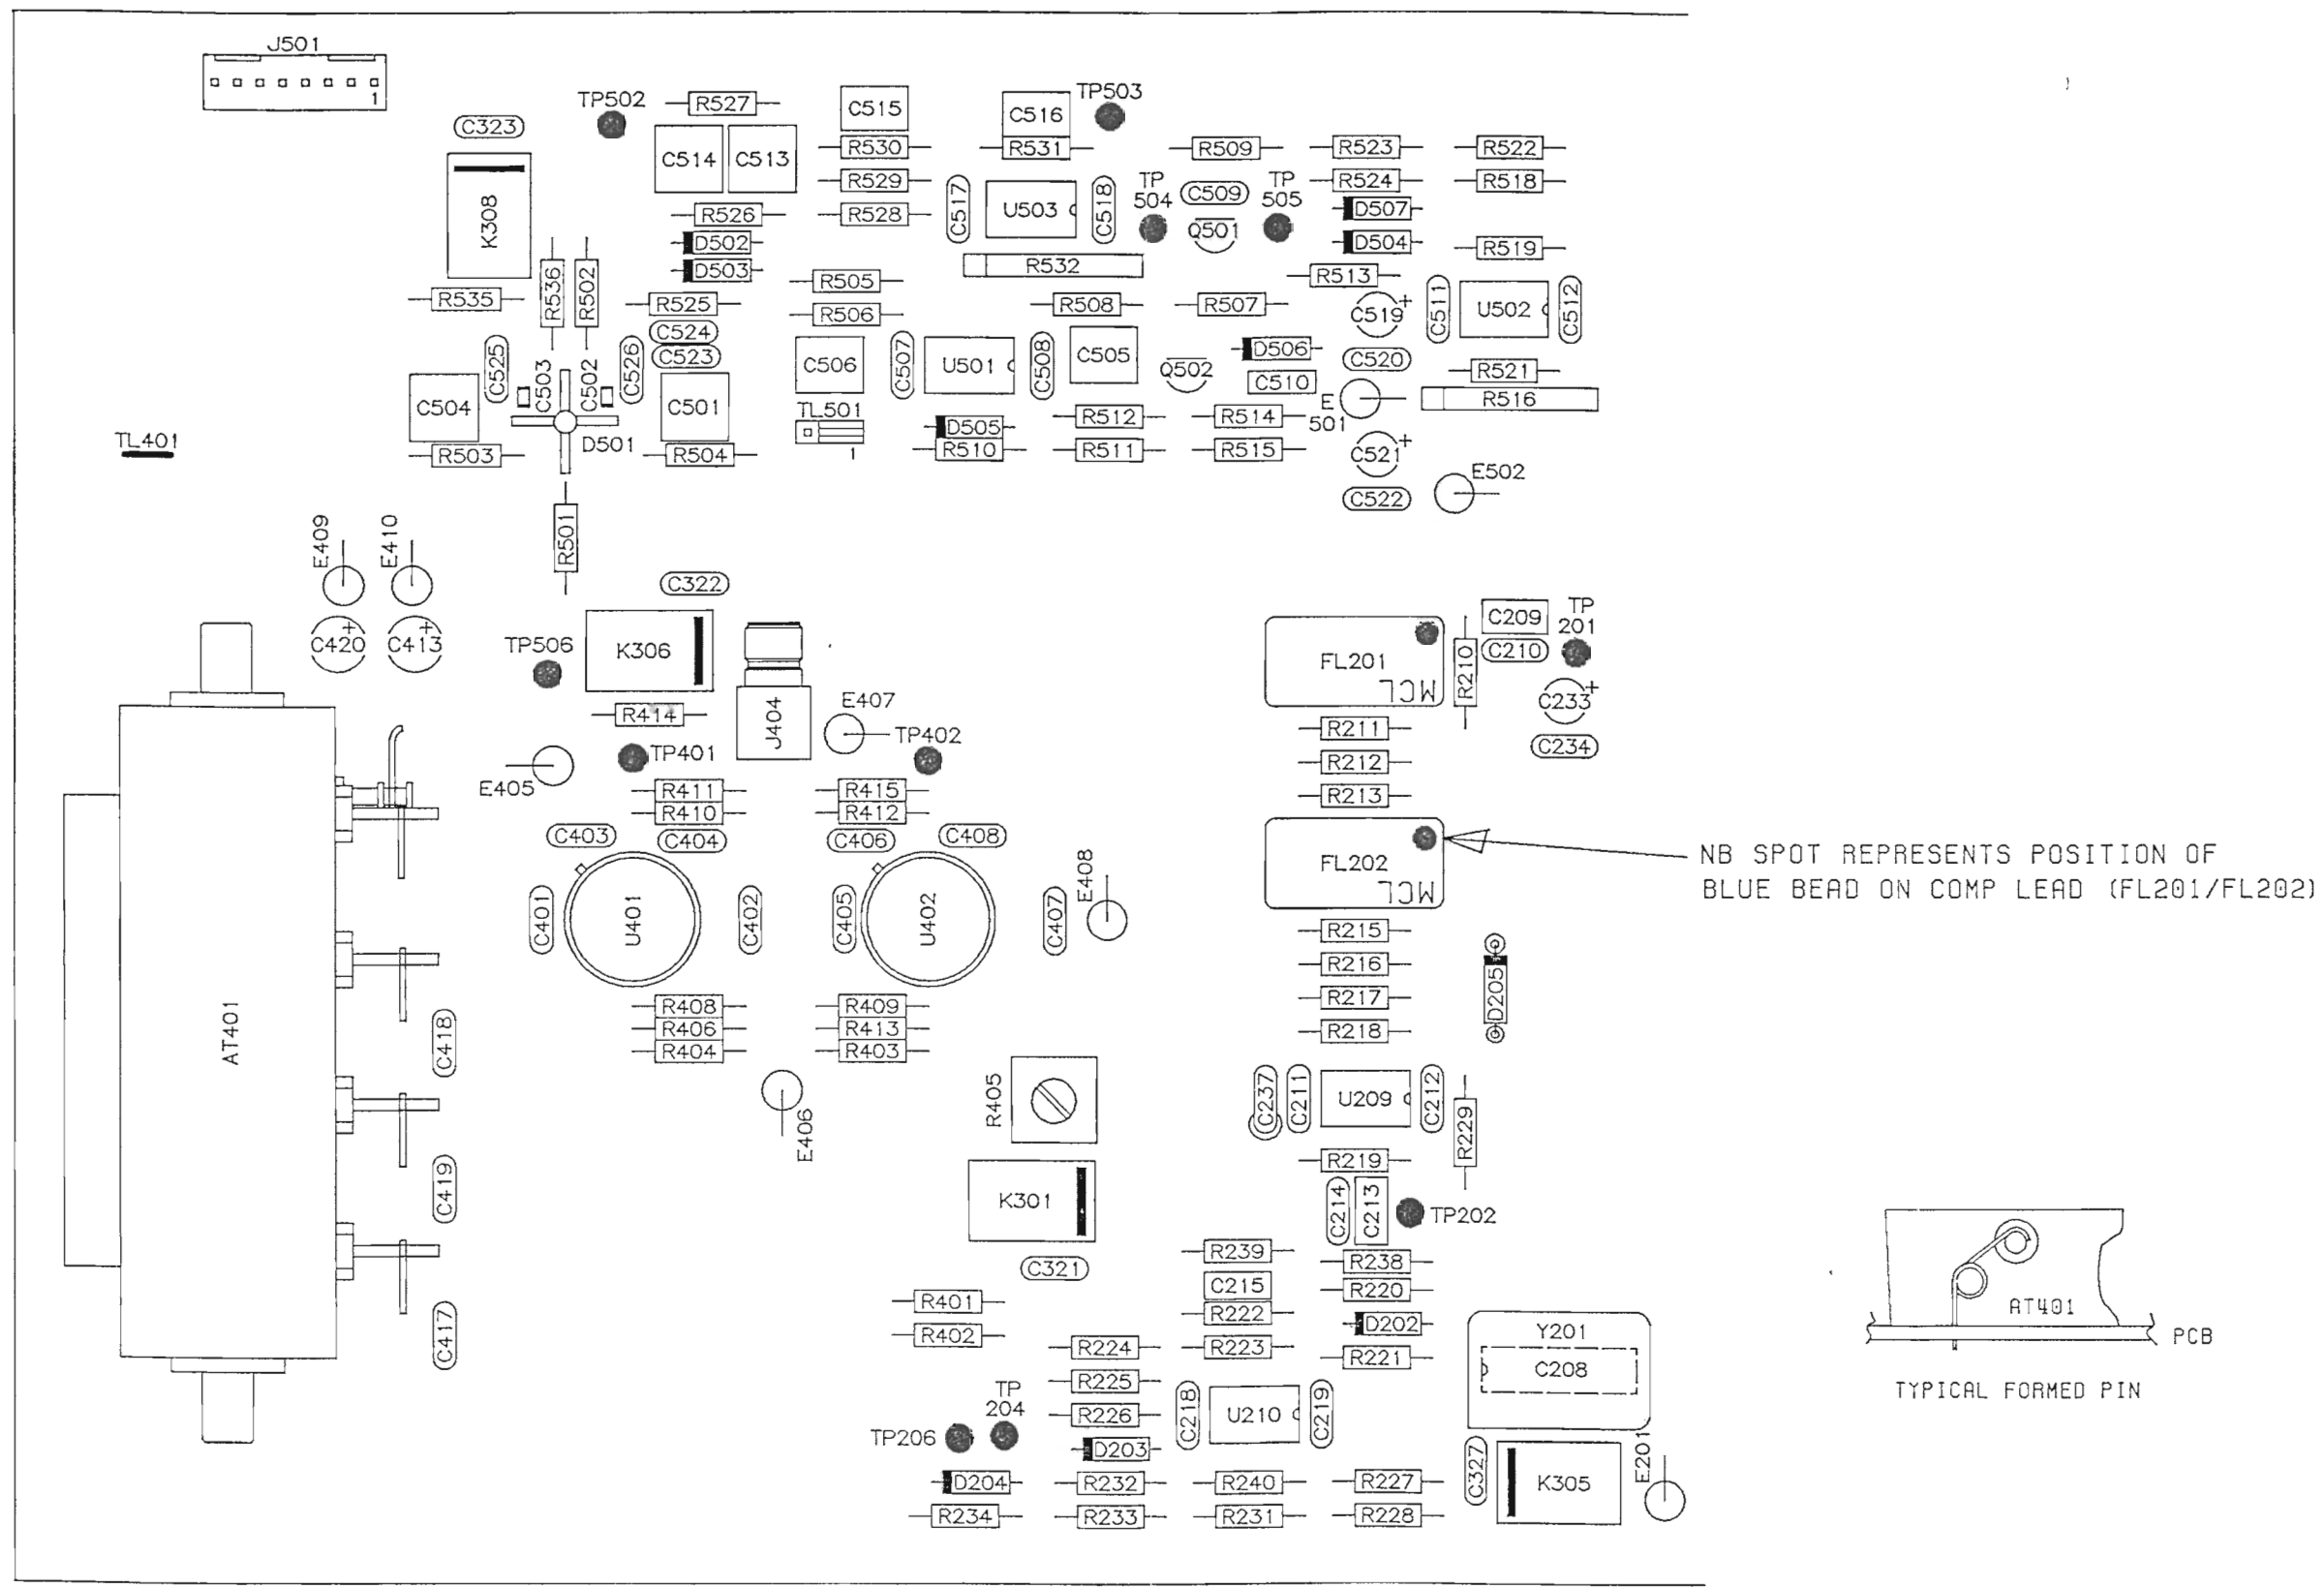 J501
1
TP502
R527
C515
C516
TP503
C323
C514
C513
R530
R531
R509
R523
R522
R529
R524
R518
K308
C517
U503
C518
TP
504
C509
TP
505
D507
R526
R528
Q501
D502
D504
R519
D503
R532
R513
R535
R536
R502
R525
R505
R508
R507
C519
+
C511
U502
C512
R506
C524
C523
C525
C503
C502
C526
C506
C507
U501
C508
C505
Q502
D506
C520
C510
R521
C504
C501
TL501
1
R512
R514
E
501
R516
TL401
D501
D505
R503
R504
R510
R511
R515
C521
+
E502
C522
R501
E409
E410
C322
C420
+
C413
+
TP506
K306
J404
FL201
MCL
R210
C209
C210
TP
201
C233
+
C234
R414
E407
TP402
TP401
E405
R211
R212
R213
R411
R415
R410
R412
C403
C404
C406
C408
FL202
MCL
NB SPOT REPRESENTS POSITION OF
BLUE BEAD ON COMP LEAD (FL201/FL202)
C401
U401
C402
C405
U402
C407
E408
R215
R216
R217
R218
D205
AT401
C418
R408
R409
R406
R413
R404
R403
R405
E406
C237
C211
U209
C212
R229
C419
K301
R219
C214
C213
TP202
C321
R239
R238
C215
R220
R401
R222
D202
R402
R224
R223
R221
Y201
C208
C417
R225
R226
C218
U210
C219
TP
204
TP206
D203
D204
R232
R240
R227
C327
K305
E201
R234
R233
R231
R228
AT401
PCB
TYPICAL FORMED PIN